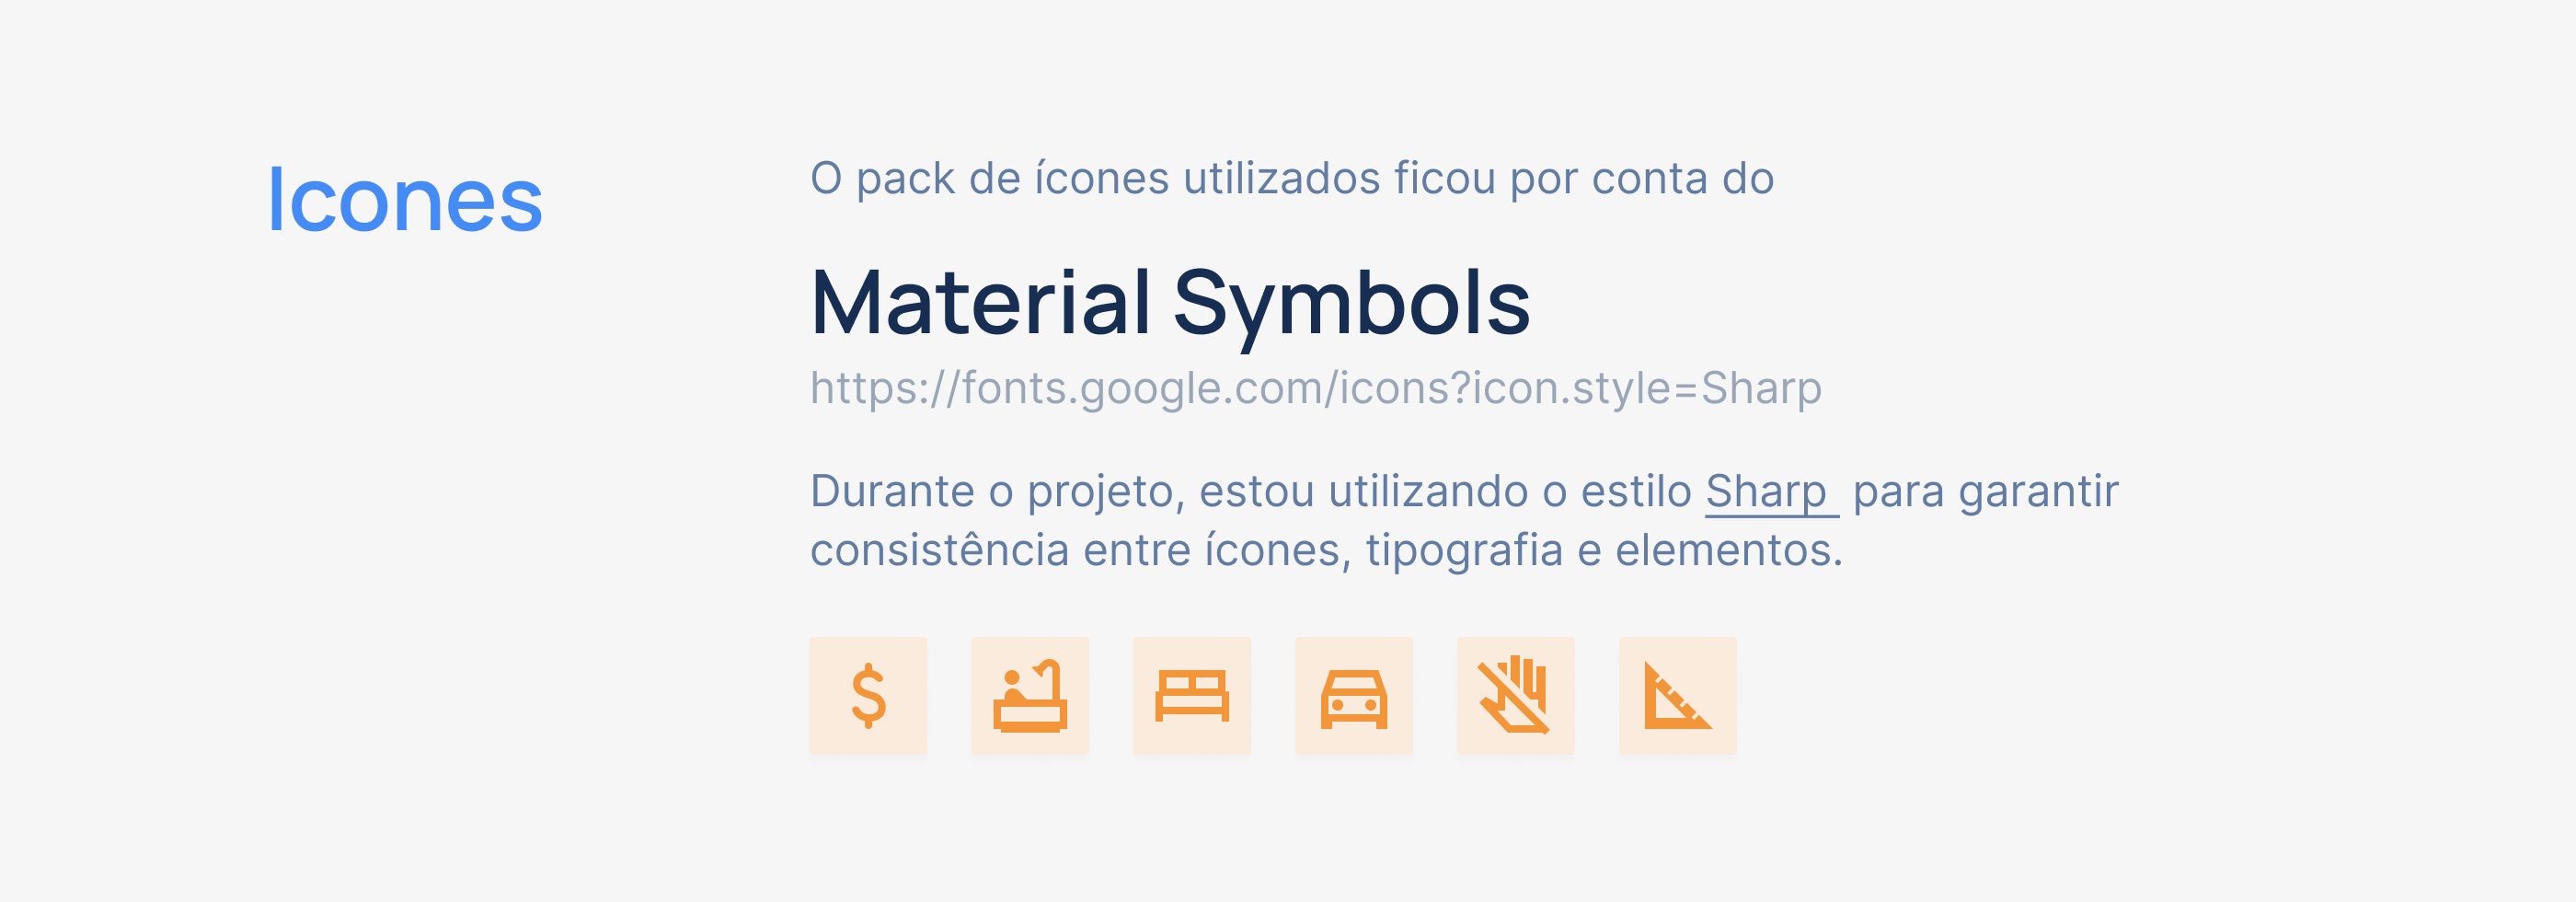 Icones
O pack de ícones utilizados ficou por conta do
Material Symbols
https://fonts.google.com/icons?icon.style=Sharp
Durante o projeto, estou utilizando o estilo Sharp para garantir
consistência entre ícones, tipografia e elementos.
$